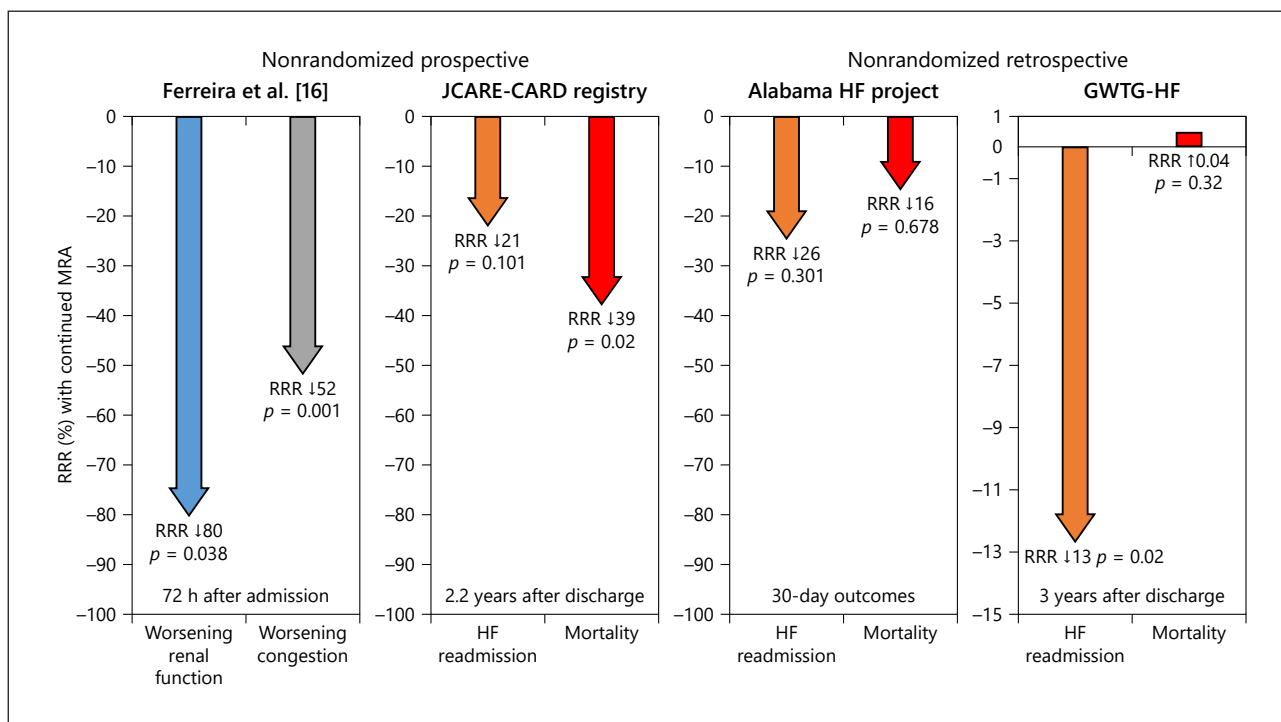 Nonrandomized prospective
Nonrandomized retrospective
Ferreira et al. [16]
JCARE-CARD registry
Alabama HF project
GWTG-HF
RRR (%) with continued MRA
0
–10
–20
–30
–40
–50
–60
–70
–80
–90
–100
RRR ↓80
p = 0.038
RRR ↓52
p = 0.001
72 h after admission
Worsening
renal
function
Worsening
congestion
0
–10
–20
–30
–40
–50
–60
–70
–80
–90
–100
RRR ↓21
p = 0.101
RRR ↓39
p = 0.02
2.2 years after discharge
HF
readmission
Mortality
0
–10
–20
–30
–40
–50
–60
–70
–80
–90
–100
RRR ↓26
p = 0.301
RRR ↓16
p = 0.678
30-day outcomes
HF
readmission
Mortality
1
0
–1
–3
–5
–7
–9
–11
–13
–15
RRR ↑0.04
p = 0.32
RRR ↓13 p = 0.02
3 years after discharge
HF
readmission
Mortality